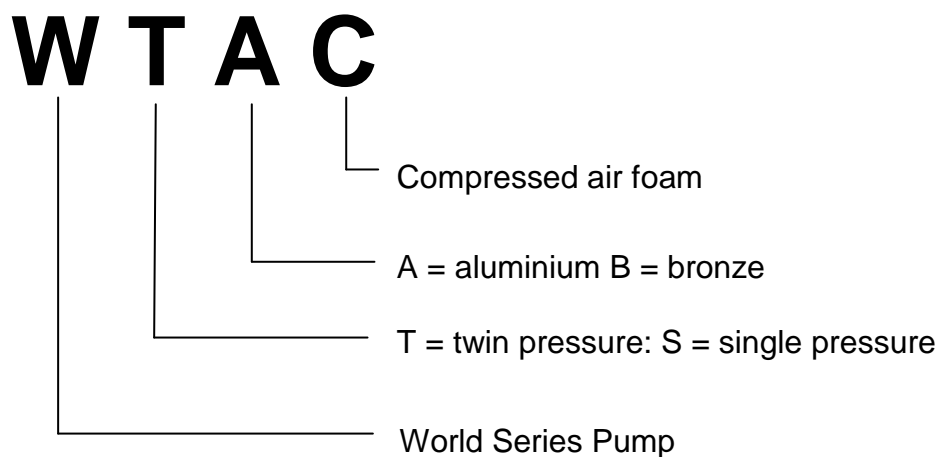 W T A C
Compressed air foam
A = aluminium B = bronze
T = twin pressure: S = single pressure
World Series Pump